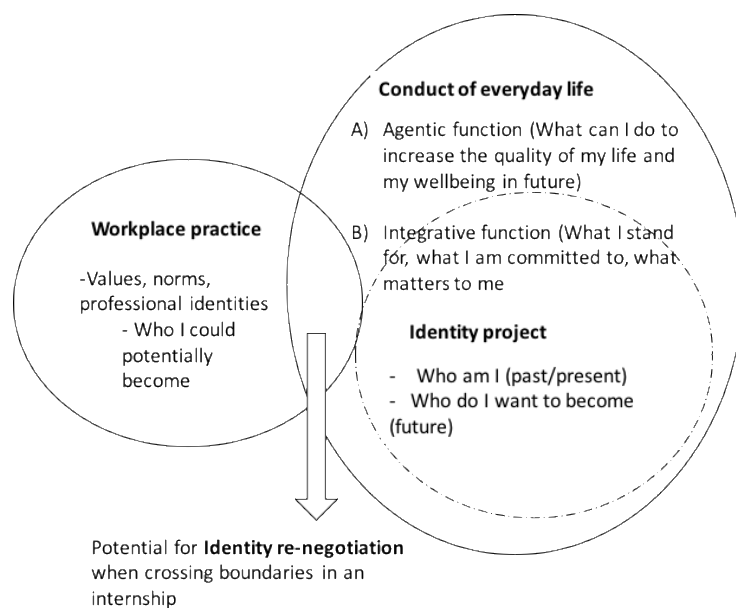 Conduct of everyday life
A) Agentic function (What can I do to
increase the quality of my life and
my wellbeing in future)
B) Integrative function (What I stand
for, what I am committed to, what
matters to me
Workplace practice
-Values, norms,
professional identities
- Who I could
potentially
become
Identity project
- Who am I (past/present)
- Who do I want to become
(future)
Potential for Identity re-negotiation
when crossing boundaries in an
internship